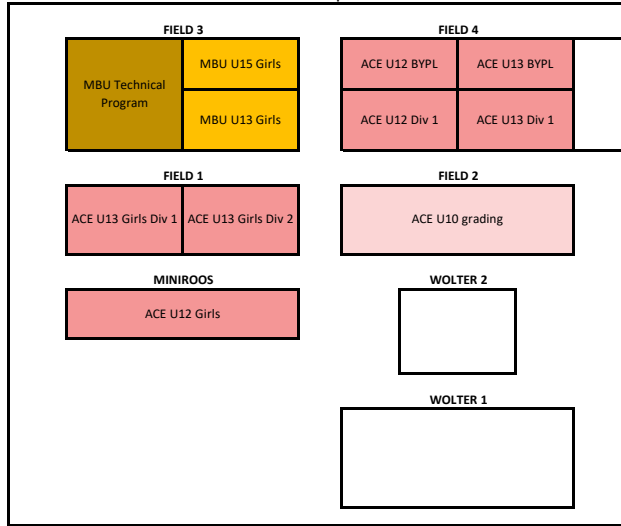 FIELD 3
FIELD 4
MBU Technical
Program
MBU U15 Girls
MBU U13 Girls
ACE U12 BYPL
ACE U13 BYPL
ACE U12 Div 1
ACE U13 Div 1
FIELD 1
FIELD 2
ACE U13 Girls Div 1
ACE U13 Girls Div 2
ACE U10 grading
MINIROOS
WOLTER 2
ACE U12 Girls
WOLTER 1